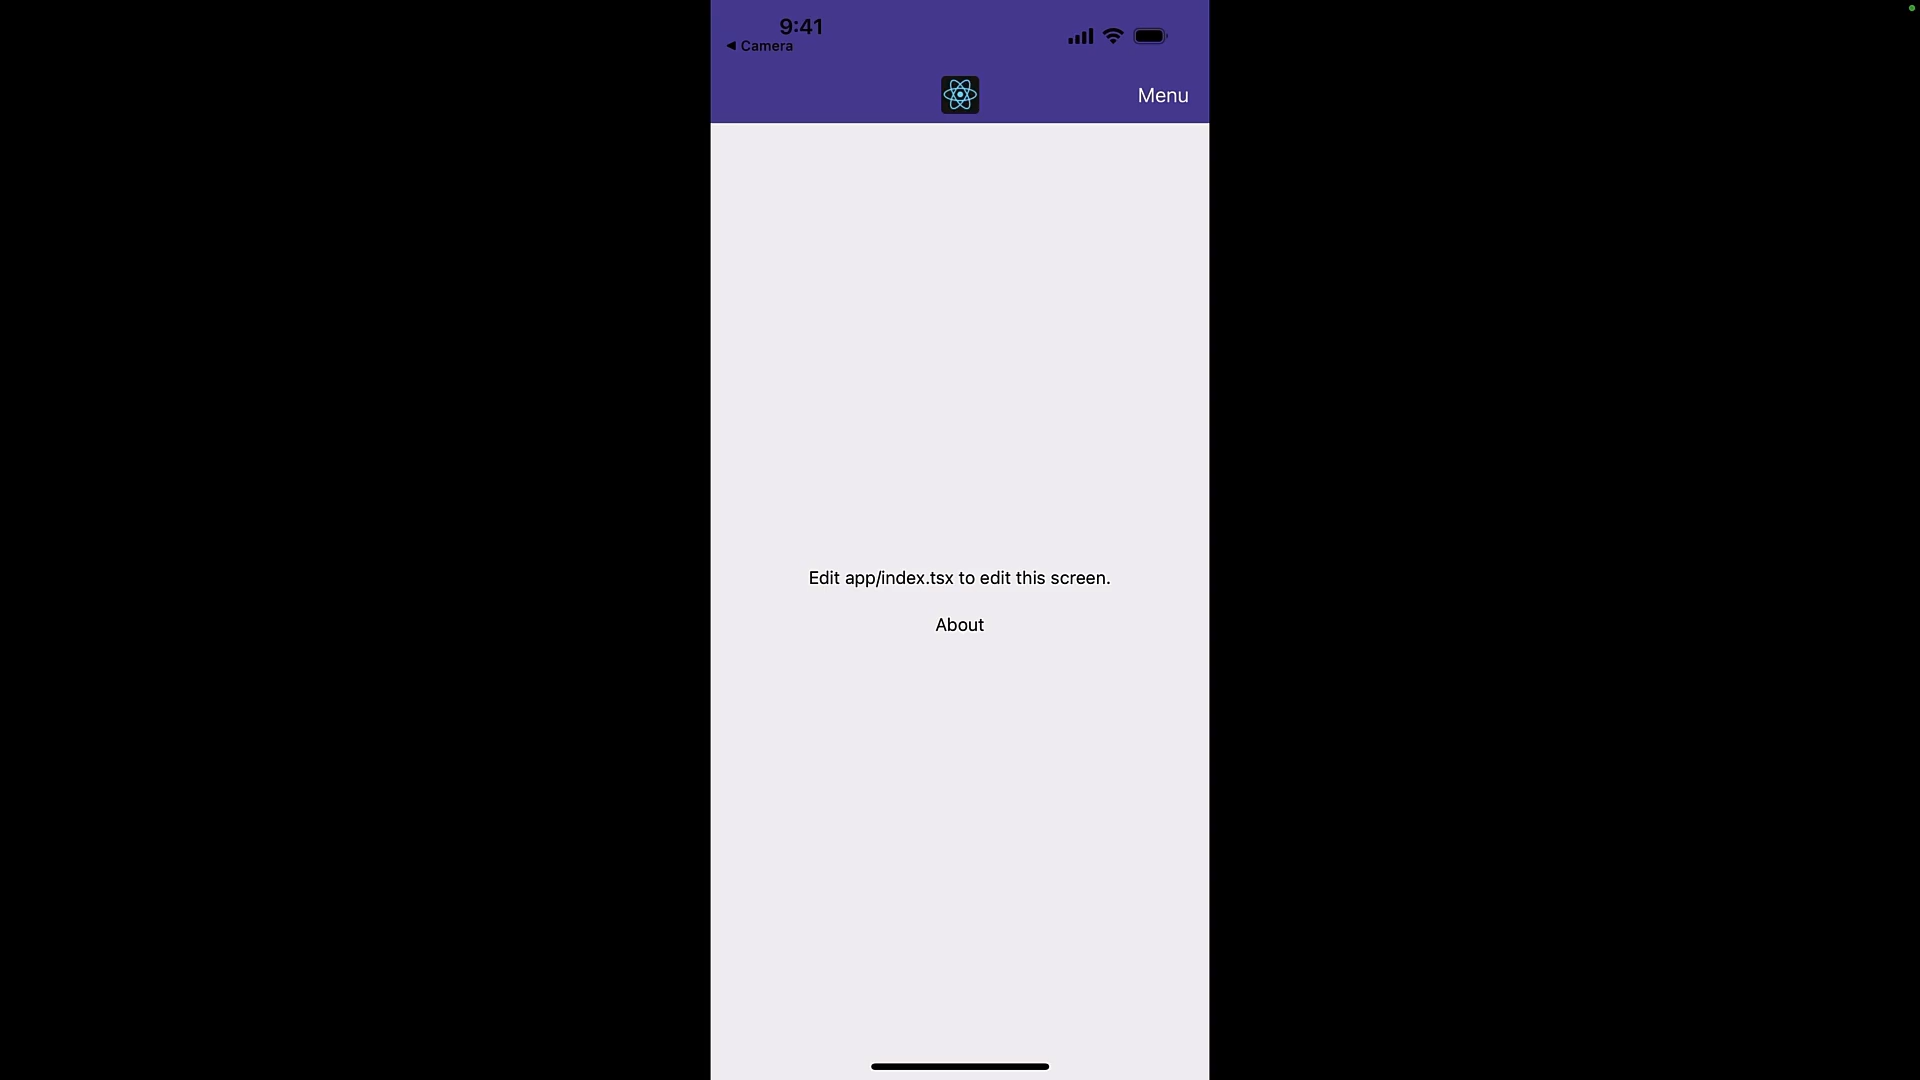 9:41
◀ Camera
Menu
Edit app/index.tsx to edit this screen.
About